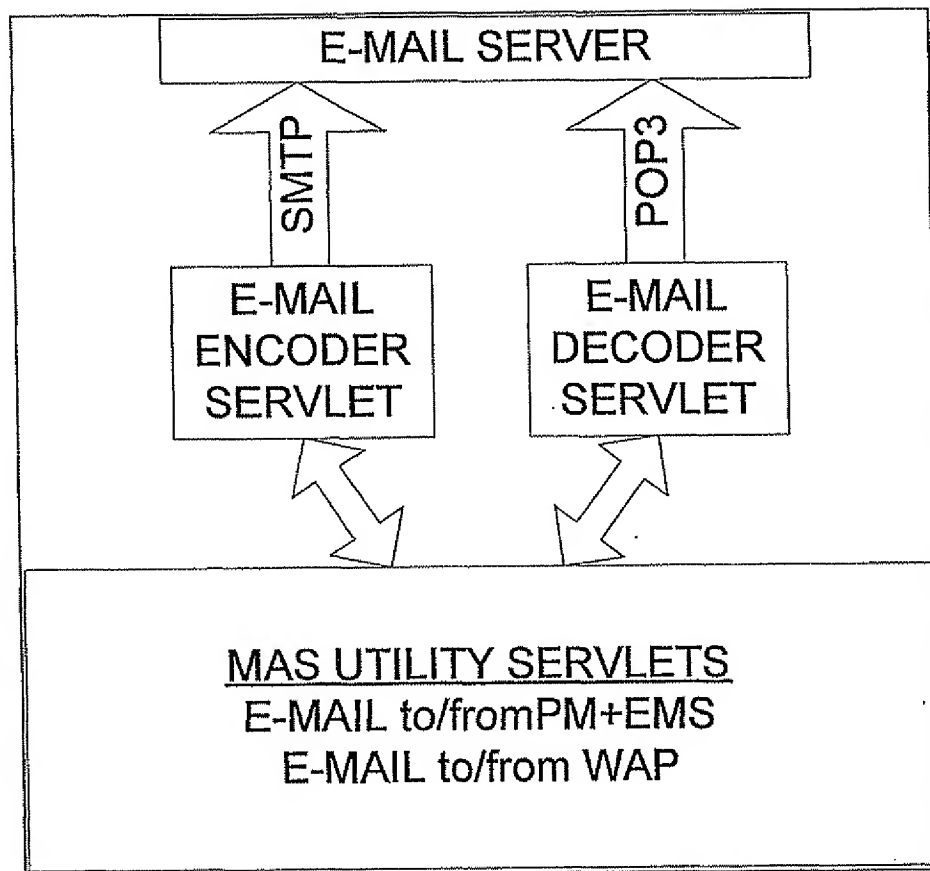 E-MAIL SERVER
SMTP
POP3
E-MAIL
ENCODER
SERVLET
E-MAIL
DECODER
SERVLET
MAS UTILITY SERVLETS
E-MAIL to/fromPM+EMS
E-MAIL to/from WAP